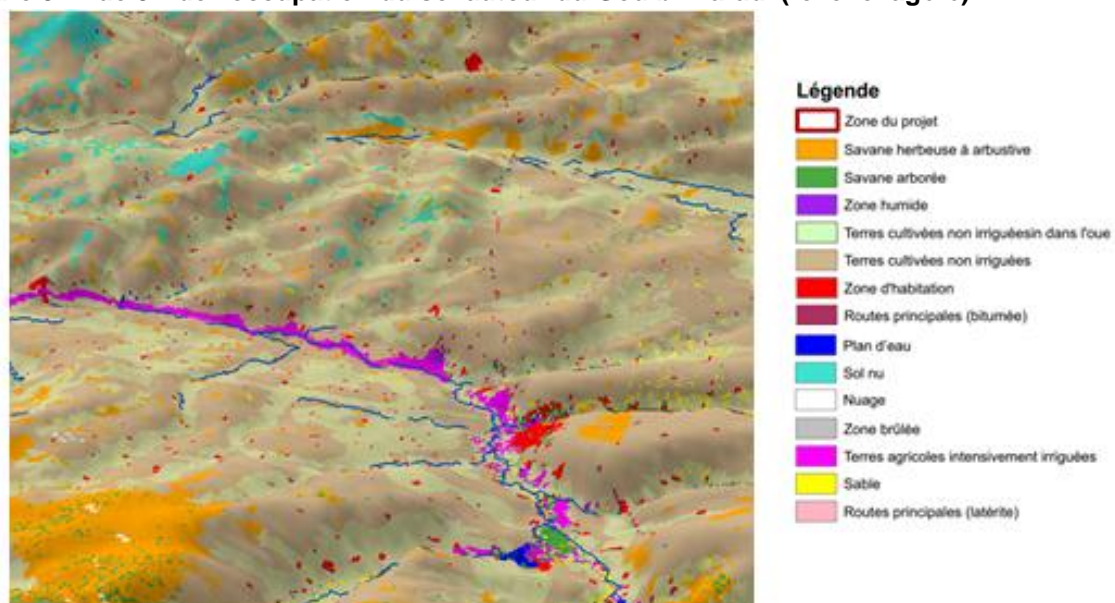 Légende
Zone du projet
Savane herbeuse à arbustive
Savane arborée
Zone humide
Terres cultivées non irriguéesin dans l'oue
Terres cultivées non irriguées
Zone d'habitation
Routes principales (bitumée)
Plan d'eau
Sol nu
Nuage
Zone brûlée
Terres agricoles intensivement irriguées
Sable
Routes principales (latérite)